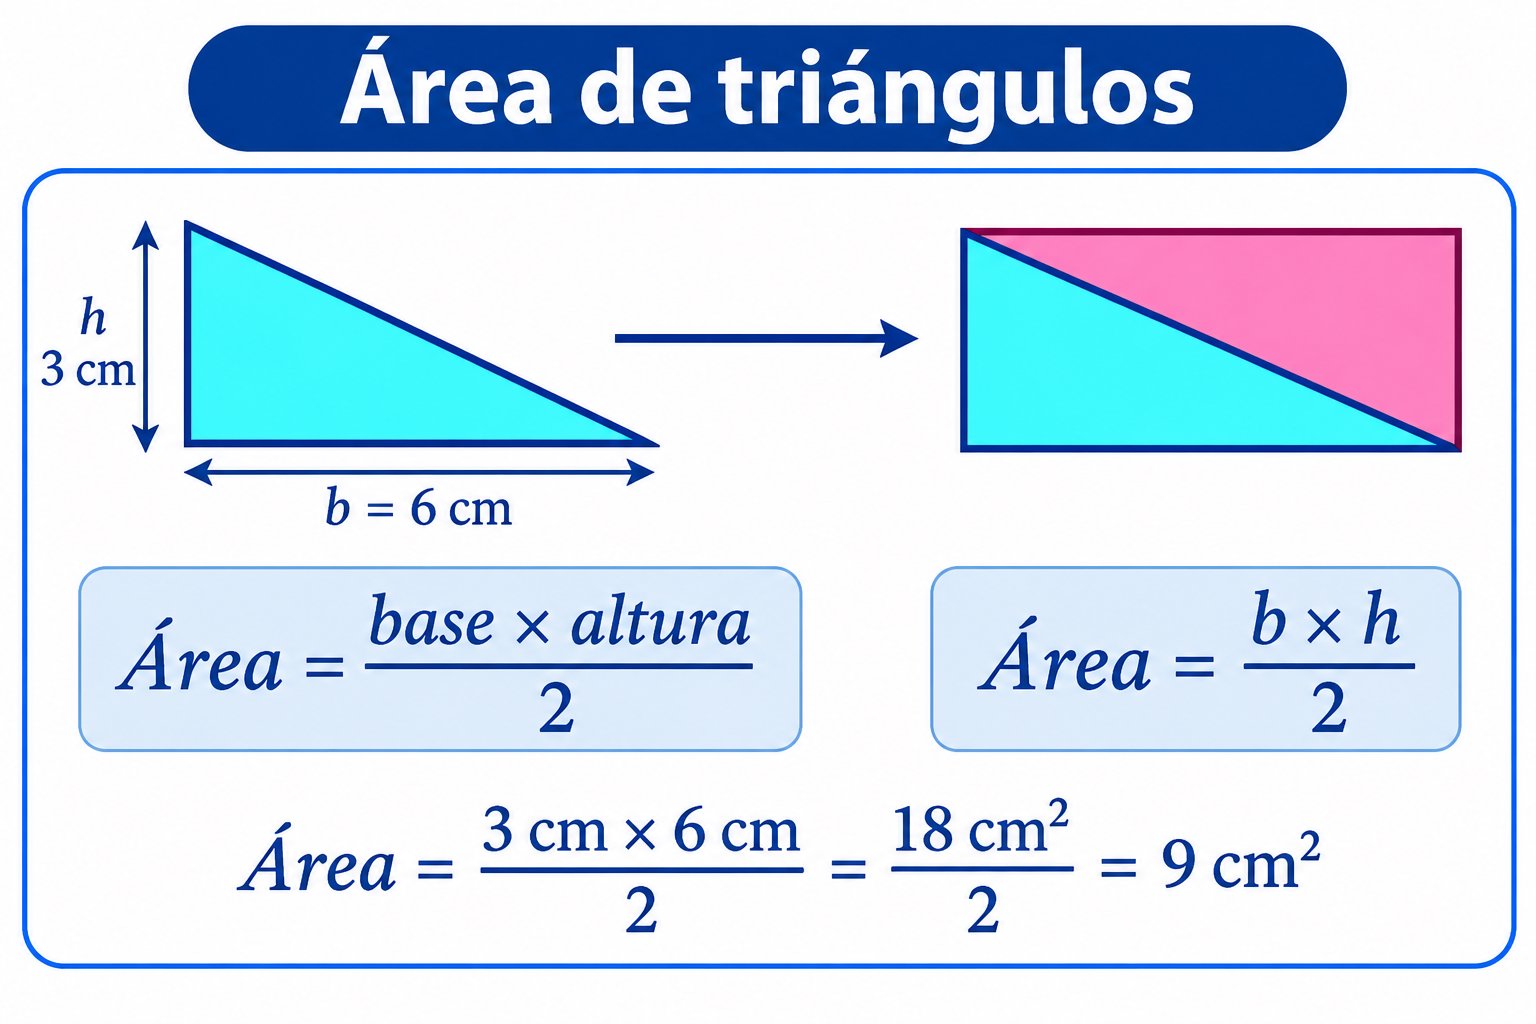 Área de triángulos
h
3 cm
b = 6 cm
Área = base × altura / 2
Área = b × h / 2
Área = 3 cm × 6 cm / 2 = 18 cm² / 2 = 9 cm²